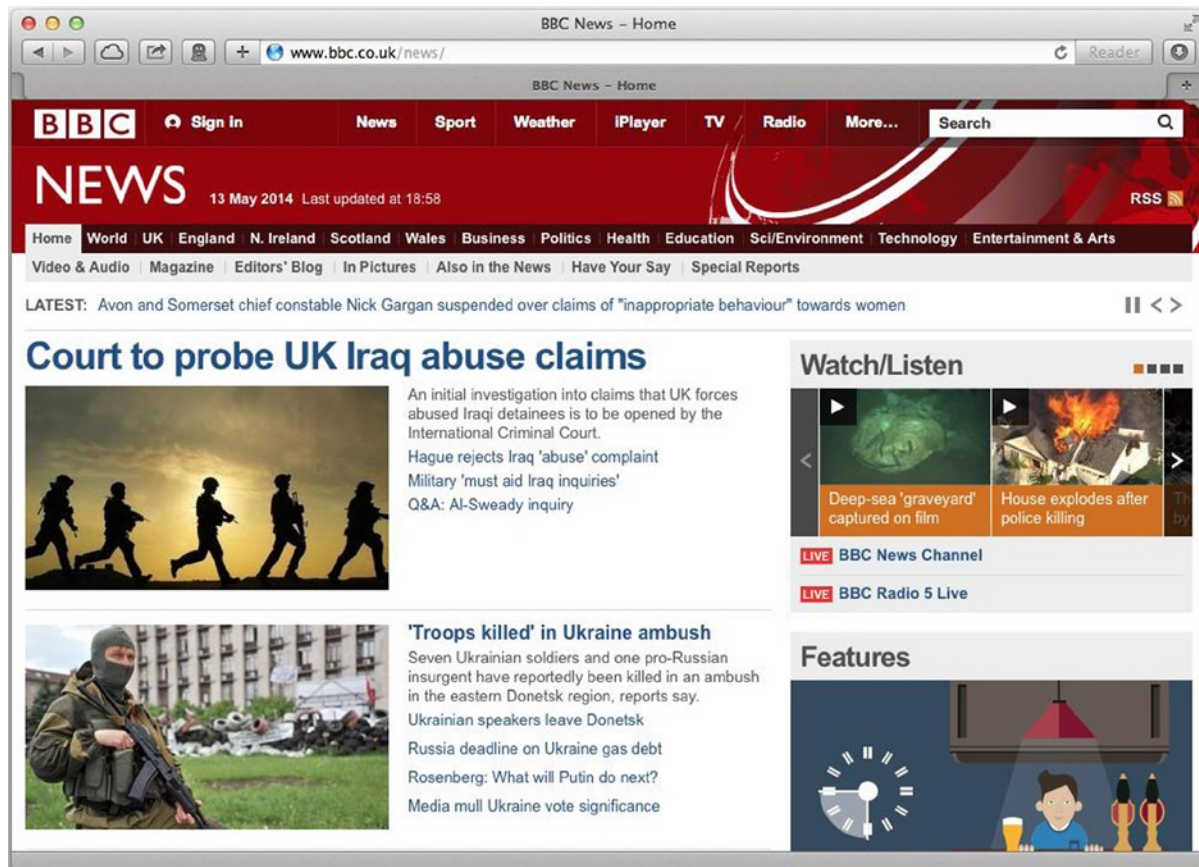 BBC News – Home
www.bbc.co.uk/news/
Reader
BBC News – Home
BBC Sign in News Sport Weather iPlayer TV Radio More... Search
NEWS 13 May 2014 Last updated at 18:58
RSS
Home World UK England N. Ireland Scotland Wales Business Politics Health Education Sci/Environment Technology Entertainment & Arts
Video & Audio Magazine Editors' Blog In Pictures Also in the News Have Your Say Special Reports
LATEST: Avon and Somerset chief constable Nick Gargan suspended over claims of "inappropriate behaviour" towards women
Court to probe UK Iraq abuse claims
An initial investigation into claims that UK forces
abused Iraqi detainees is to be opened by the
International Criminal Court.
Hague rejects Iraq 'abuse' complaint
Military 'must aid Iraq inquiries'
Q&A: Al-Sweady inquiry
'Troops killed' in Ukraine ambush
Seven Ukrainian soldiers and one pro-Russian
insurgent have reportedly been killed in an ambush
in the eastern Donetsk region, reports say.
Ukrainian speakers leave Donetsk
Russia deadline on Ukraine gas debt
Rosenberg: What will Putin do next?
Media mull Ukraine vote significance
Watch/Listen
Deep-sea 'graveyard'
captured on film
House explodes after
police killing
Th
by
LIVE BBC News Channel
LIVE BBC Radio 5 Live
Features